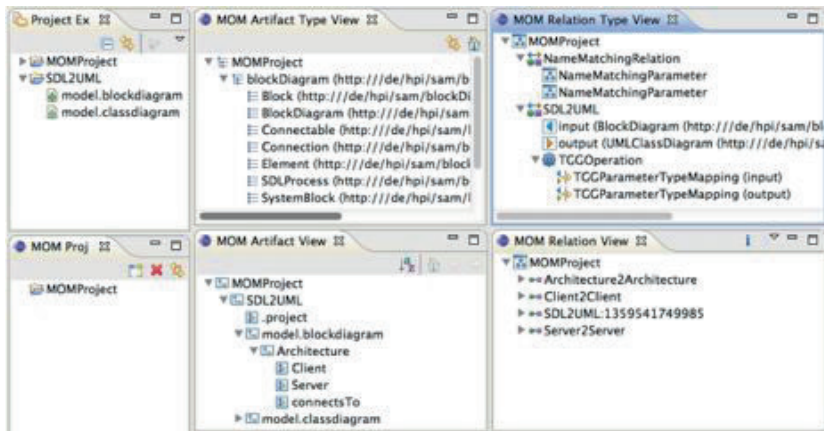 Project Ex
MOMProject
SDL2UML
model.blockdiagram
model.classdiagram
MOM Artifact Type View
MOMProject
blockDiagram (http:///de/hpi/sam/b
Block (http:///de/hpi/sam/blockDi
BlockDiagram (http:///de/hpi/sam
Connectable (http:///de/hpi/sam/
Connection (http:///de/hpi/sam/b
Element (http:///de/hpi/sam/block
SDLProcess (http:///de/hpi/sam/b
SystemBlock (http:///de/hpi/sam/
MOM Relation Type View
MOMProject
NameMatchingRelation
NameMatchingParameter
NameMatchingParameter
SDL2UML
input (BlockDiagram (http:///de/hpi/sam/bl
output (UMLClassDiagram (http:///de/hpi/sa
TGGOperation
TGGParameterTypeMapping (input)
TGGParameterTypeMapping (output)
MOM Proj
MOMProject
MOM Artifact View
MOMProject
SDL2UML
.project
model.blockdiagram
Architecture
Client
Server
connectsTo
model.classdiagram
MOM Relation View
MOMProject
Architecture2Architecture
Client2Client
SDL2UML:1359541749985
Server2Server